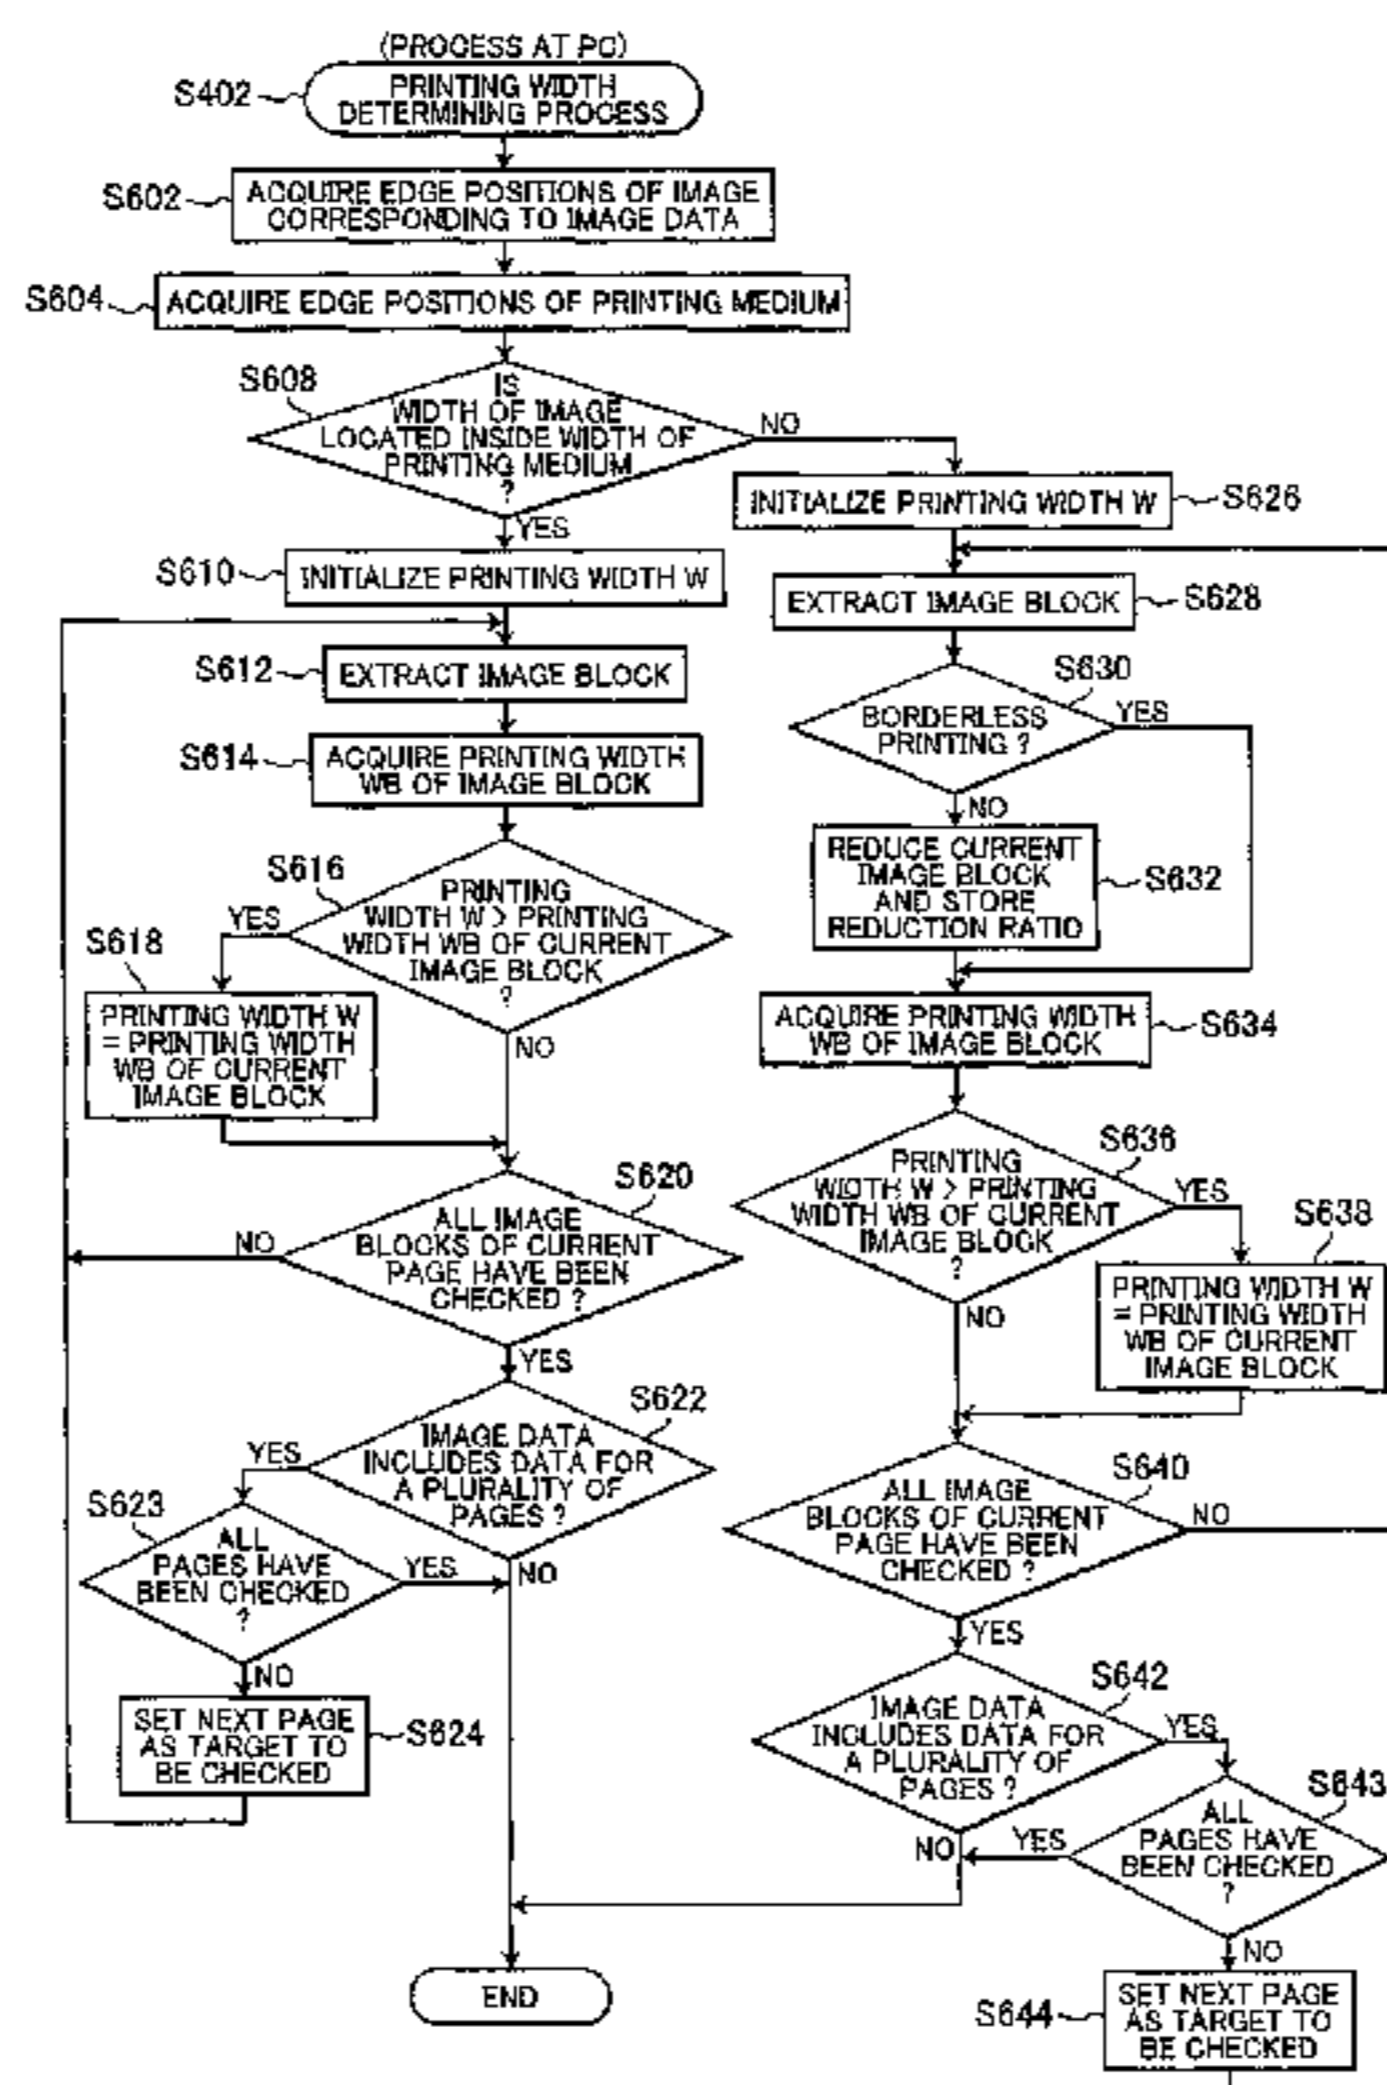 (PROCESS AT PC)
S402
PRINTING WIDTH
DETERMINING PROCESS
S602
ACQUIRE EDGE POSITIONS OF IMAGE
CORRESPONDING TO IMAGE DATA
S604
ACQUIRE EDGE POSITIONS OF PRINTING MEDIUM
S608
IS
WIDTH OF IMAGE
LOCATED INSIDE WIDTH OF
PRINTING MEDIUM
?
NO
YES
S610
INITIALIZE PRINTING WIDTH W
S612
EXTRACT IMAGE BLOCK
S614
ACQUIRE PRINTING WIDTH
WB OF IMAGE BLOCK
S616
PRINTING
WIDTH W > PRINTING
WIDTH WB OF CURRENT
IMAGE BLOCK
?
YES
NO
S618
PRINTING WIDTH W
= PRINTING WIDTH
WB OF CURRENT
IMAGE BLOCK
S620
ALL IMAGE
BLOCKS OF CURRENT
PAGE HAVE BEEN
CHECKED ?
NO
YES
S622
IMAGE DATA
INCLUDES DATA FOR
A PLURALITY OF
PAGES ?
YES
NO
S623
ALL
PAGES HAVE
BEEN CHECKED
?
YES
NO
SET NEXT PAGE
AS TARGET TO
BE CHECKED
S624
INITIALIZE PRINTING WIDTH W
S626
EXTRACT IMAGE BLOCK
S628
S630
BORDERLESS
PRINTING ?
YES
NO
REDUCE CURRENT
IMAGE BLOCK
AND STORE
REDUCTION RATIO
S632
ACQUIRE PRINTING WIDTH
WB OF IMAGE BLOCK
S634
S636
PRINTING
WIDTH W > PRINTING
WIDTH WB OF CURRENT
IMAGE BLOCK
?
YES
NO
S638
PRINTING WIDTH W
= PRINTING WIDTH
WB OF CURRENT
IMAGE BLOCK
S640
ALL IMAGE
BLOCKS OF CURRENT
PAGE HAVE BEEN
CHECKED ?
NO
YES
S642
IMAGE DATA
INCLUDES DATA FOR
A PLURALITY OF
PAGES ?
YES
NO
S643
ALL
PAGES HAVE
BEEN CHECKED
?
YES
NO
S644
SET NEXT PAGE
AS TARGET TO
BE CHECKED
END